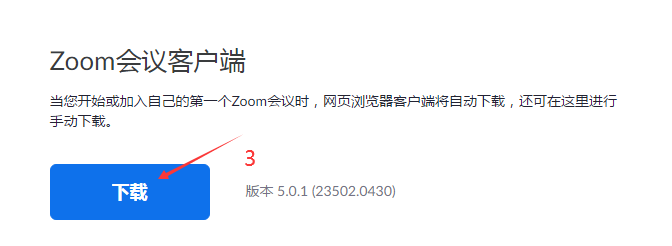 Zoom会议客户端
当您开始或加入自己的第一个Zoom会议时，网页浏览器客户端将自动下载，还可在这里进行
手动下载。
3
下载
版本 5.0.1 (23502.0430)